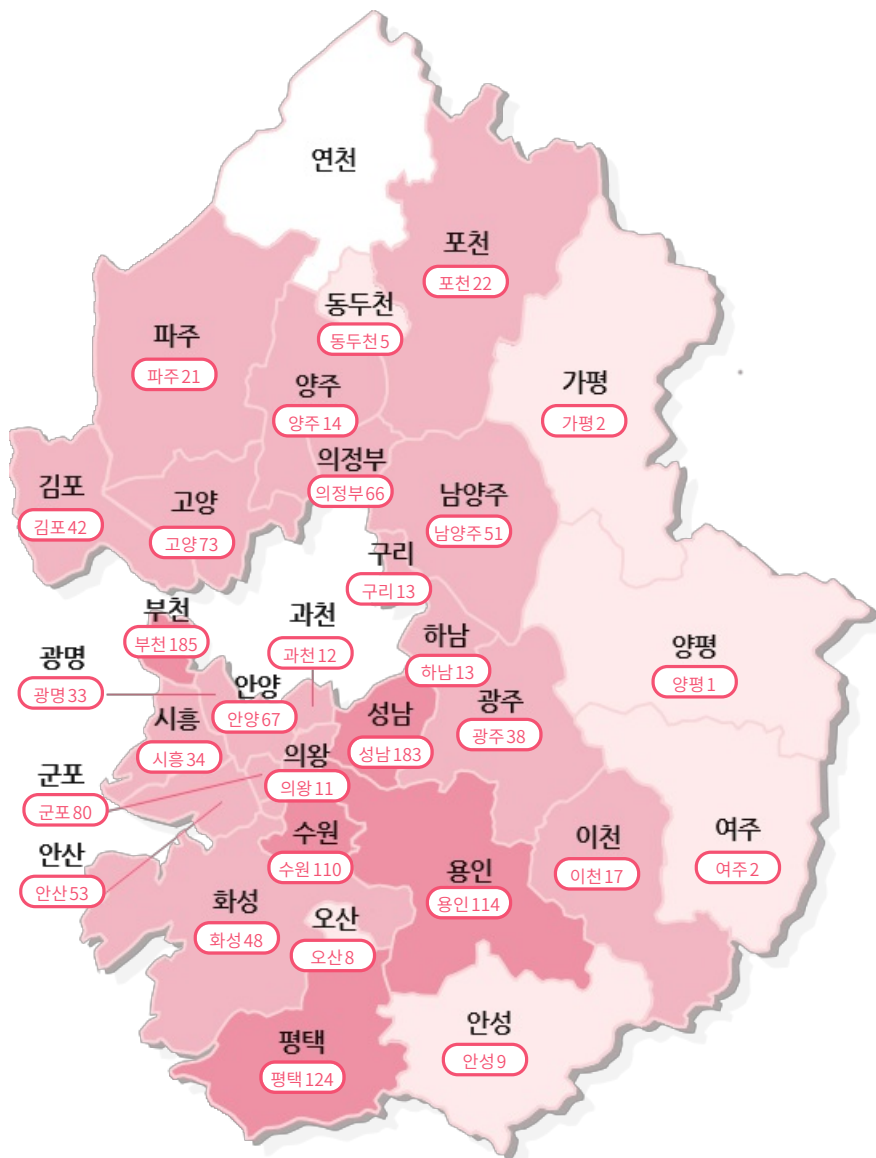 연천
포천
포천22
동두천
동두천5
파주
파주21
가평
가평2
양주
양주14
의정부
의정부66
김포
김포42
고양
고양73
남양주
남양주51
구리
구리13
부천
부천185
과천
과천12
하남
하남13
양평
양평1
광명
광명33
안양
안양67
시흥
시흥34
성남
성남183
광주
광주38
의왕
의왕11
군포
군포80
수원
수원110
이천
이천17
여주
여주2
안산
안산53
용인
용인114
화성
화성48
오산
오산8
안성
안성9
평택
평택124